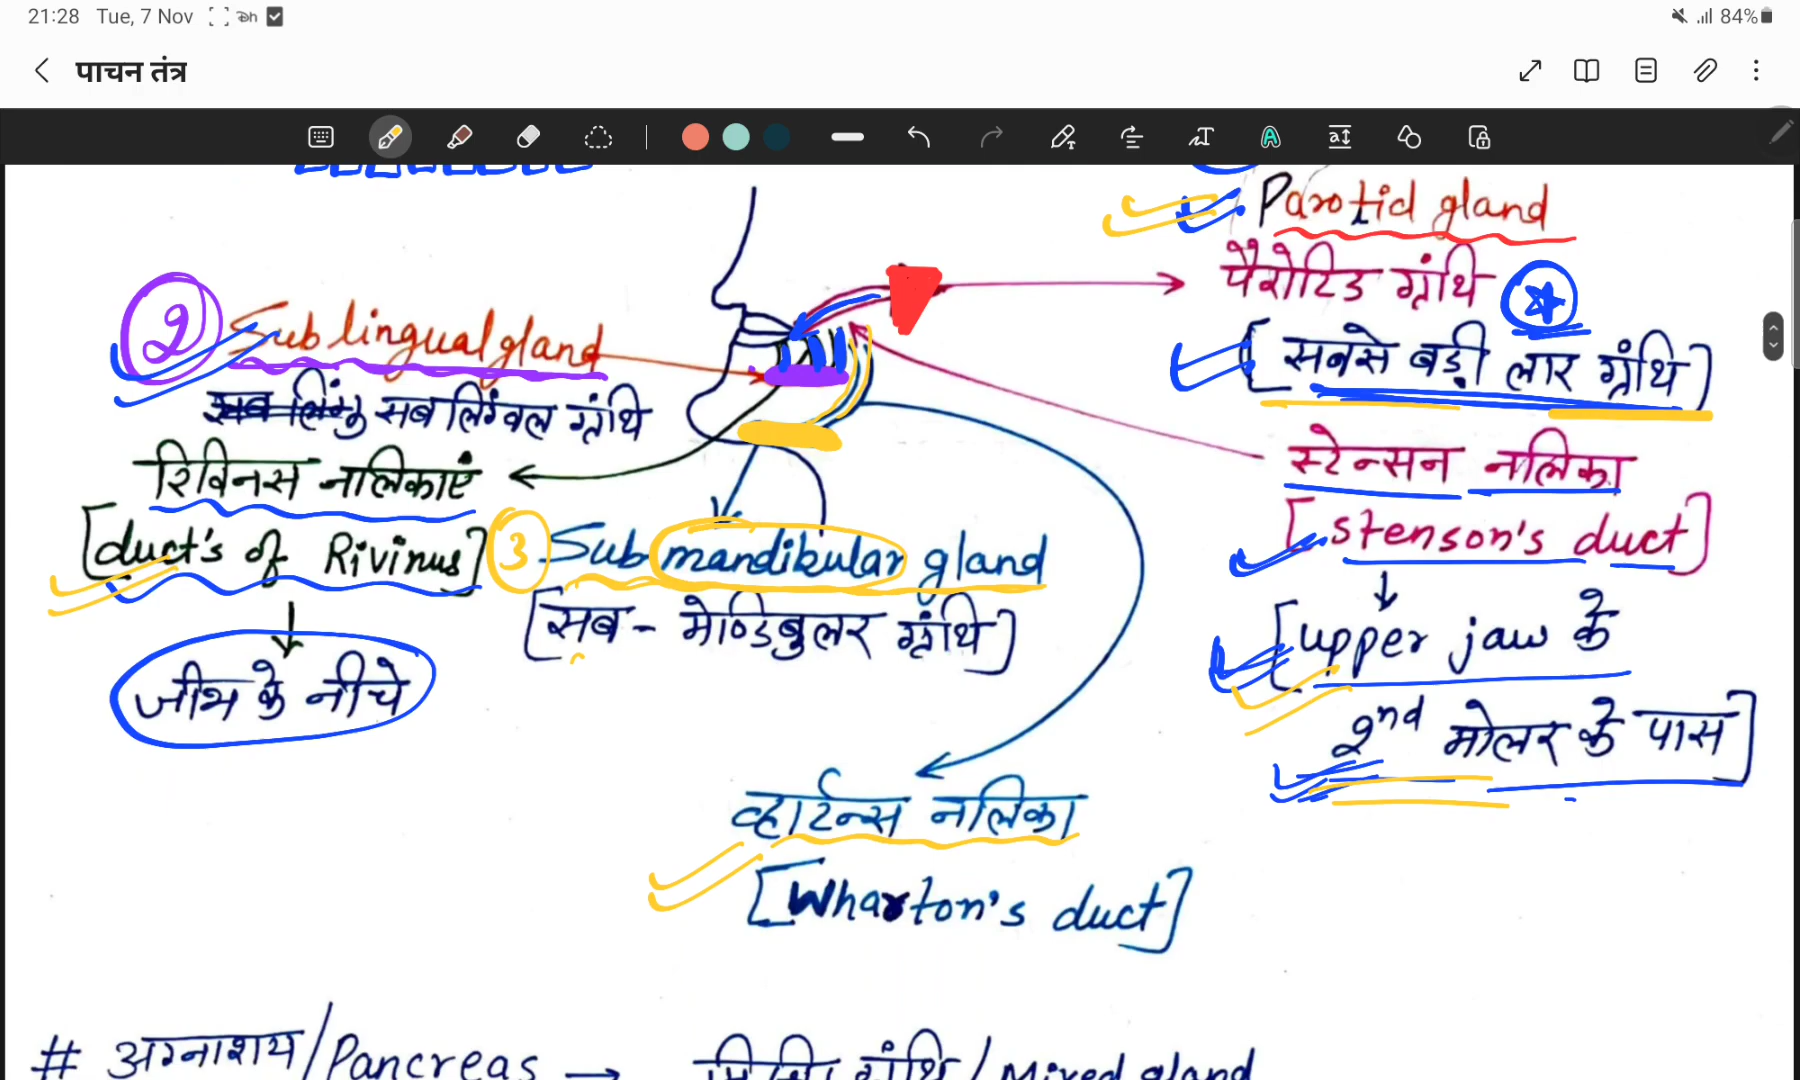 21:28 Tue, 7 Nov
84%
पाचन तंत्र
Parotid gland
पैरोटिड ग्रंथि
[सबसे बड़ी लार ग्रंथि]
स्टेन्सन नलिका
[stenson's duct]
[upper jaw के
2nd मोलर के पास]
2 Sub lingual gland
सब लिंग्वल ग्रंथि
रिविनस नलिकाएं
[duct's of Rivinus]
जीभ के नीचे
3 Sub mandibular gland
[सब- मेण्डिबुलर ग्रंथि]
व्हार्टन्स नलिका
[Wharton's duct]
# अग्नाशय/Pancreas → ग्रंथि/Mixed gland